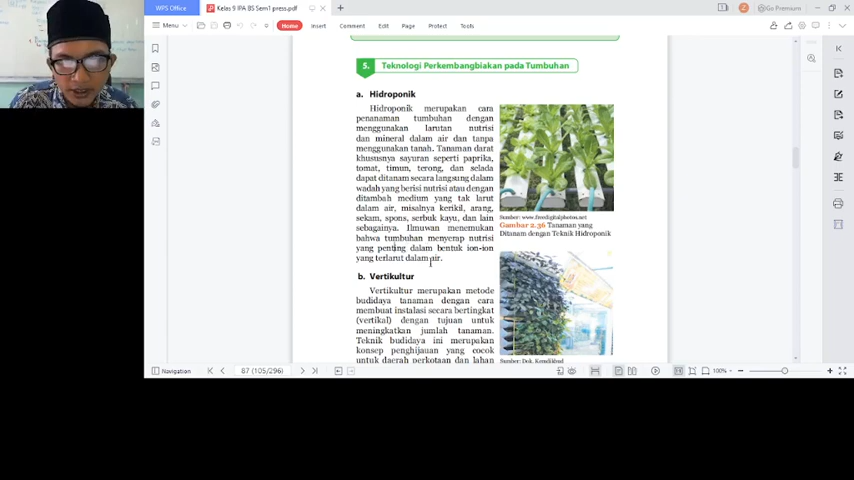 WPS Office
Kelas 9 IPA BS Sem1 press.pdf
Go Premium
Menu
Home
Insert
Comment
Edit
Page
Protect
Tools
5. Teknologi Perkembangbiakan pada Tumbuhan
a. Hidroponik
Hidroponik merupakan cara
penanaman tumbuhan dengan
menggunakan larutan nutrisi
dan mineral dalam air dan tanpa
menggunakan tanah. Tanaman darat
khususnya sayuran seperti paprika,
tomat, timun, terong, dan selada
dapat ditanam secara langsung dalam
wadah yang berisi nutrisi atau dengan
ditambah medium yang tak larut
dalam air, misalnya kerikil, arang,
sekam, spons, serbuk kayu, dan lain
sebagainya. Ilmuwan menemukan
bahwa tumbuhan menyerap nutrisi
yang penting dalam bentuk ion-ion
yang terlarut dalam air.
Sumber: www.freedigitalphotos.net
Gambar 2.36 Tanaman yang
Ditanam dengan Teknik Hidroponik
b. Vertikultur
Vertikultur merupakan metode
budidaya tanaman dengan cara
membuat instalasi secara bertingkat
(vertikal) dengan tujuan untuk
meningkatkan jumlah tanaman.
Teknik budidaya ini merupakan
konsep penghijauan yang cocok
untuk daerah perkotaan dan lahan
Sumber: Dok. Kemdikbud
Navigation
87 (105/296)
100%